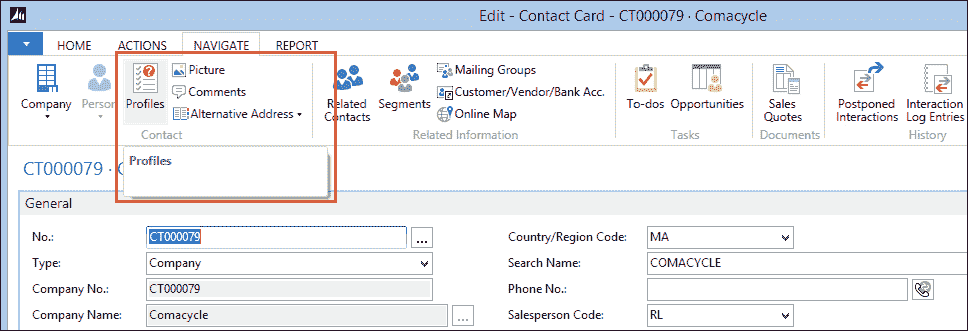 Edit - Contact Card - CT000079 · Comacycle
HOME ACTIONS NAVIGATE REPORT
Company
Person
Profiles
Picture
Comments
Alternative Address
Contact
Related Contacts
Segments
Mailing Groups
Customer/Vendor/Bank Acc.
Online Map
Related Information
To-dos
Opportunities
Tasks
Sales Quotes
Documents
Postponed Interactions
Interaction Log Entries
History
Profiles
CT000079 ·
General
No.: CT000079 ...
Type: Company
Company No.: CT000079
Company Name: Comacycle ...
Country/Region Code: MA
Search Name: COMACYCLE
Phone No.:
Salesperson Code: RL